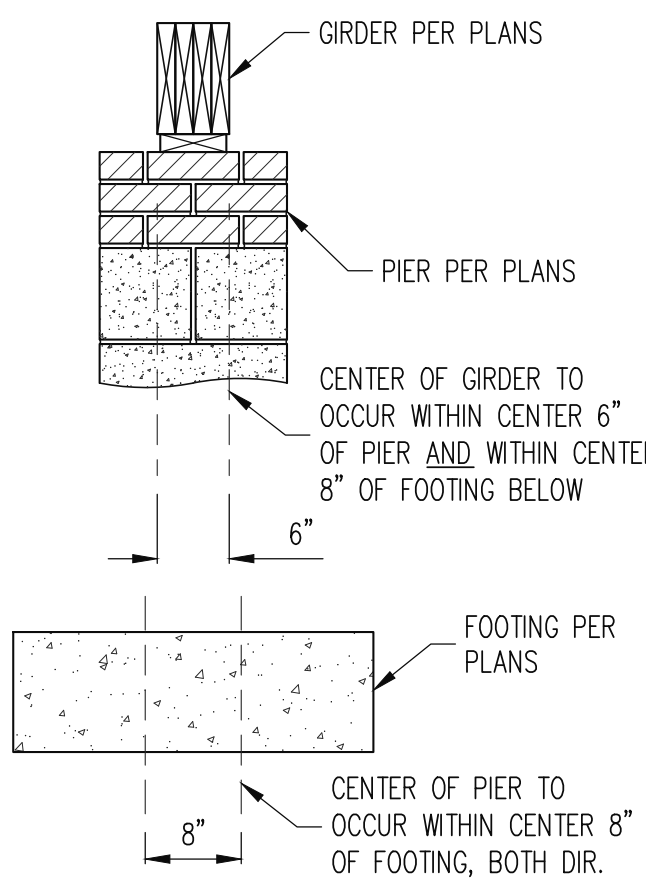 GIRDER PER PLANS
PIER PER PLANS
CENTER OF GIRDER TO
OCCUR WITHIN CENTER 6”
OF PIER AND WITHIN CENTER
8” OF FOOTING BELOW
6”
FOOTING PER
PLANS
CENTER OF PIER TO
OCCUR WITHIN CENTER 8”
OF FOOTING, BOTH DIR.
8”